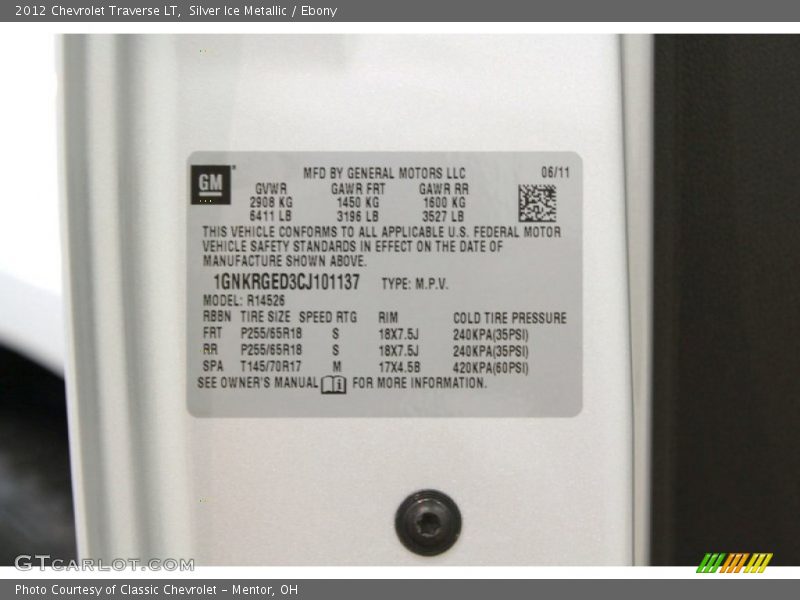 2012 Chevrolet Traverse LT, Silver Ice Metallic / Ebony
GM
MFD BY GENERAL MOTORS LLC 06/11
GVWR GAWR FRT GAWR RR
2908 KG 1450 KG 1600 KG
6411 LB 3196 LB 3527 LB
THIS VEHICLE CONFORMS TO ALL APPLICABLE U.S. FEDERAL MOTOR
VEHICLE SAFETY STANDARDS IN EFFECT ON THE DATE OF
MANUFACTURE SHOWN ABOVE.
1GNKRGED3CJ101137 TYPE: M.P.V.
MODEL: R14526
RBBN TIRE SIZE SPEED RTG RIM COLD TIRE PRESSURE
FRT P255/65R18 S 18X7.5J 240KPA(35PSI)
RR P255/65R18 S 18X7.5J 240KPA(35PSI)
SPA T145/70R17 M 17X4.5B 420KPA(60PSI)
SEE OWNER'S MANUAL FOR MORE INFORMATION.
GTCARLOT.COM
Photo Courtesy of Classic Chevrolet - Mentor, OH